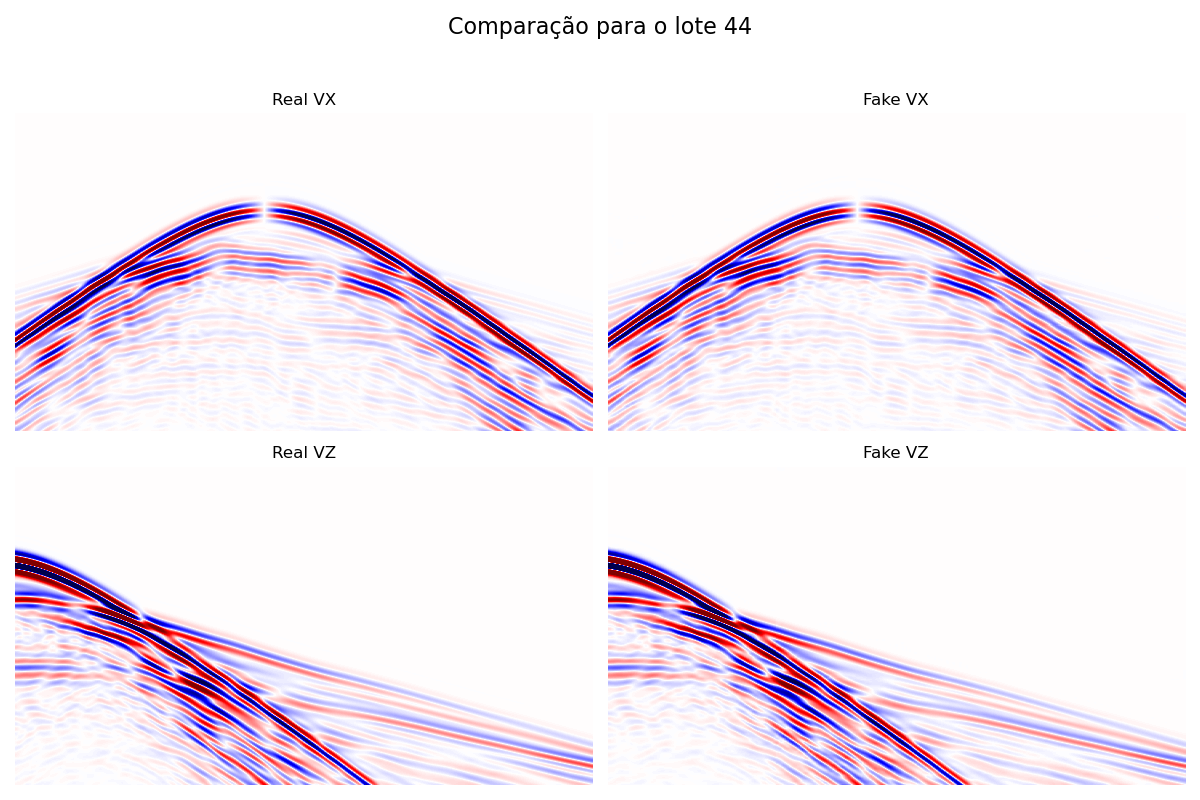 Comparação para o lote 44
Real VX
Fake VX
Real VZ
Fake VZ